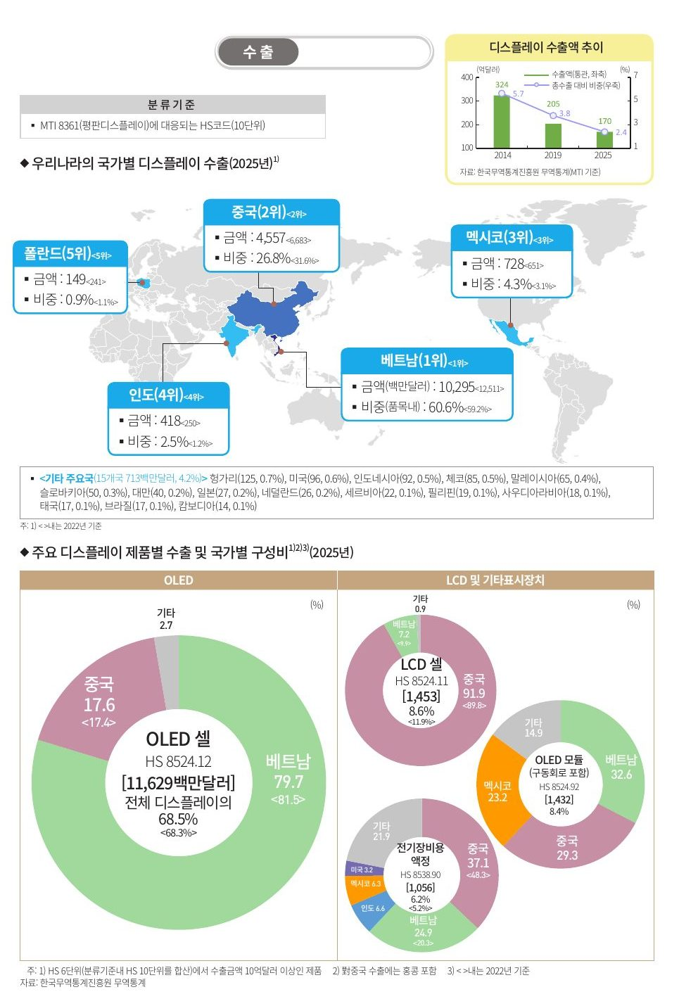 수 출
디스플레이 수출액 추이
(억달러)
(%)
수출액(통관, 좌축)
총수출 대비 비중(우축)
400
300
200
100
7
5
3
1
324
205
170
5.7
3.8
2.4
2014 2019 2025
자료: 한국무역통계진흥원 무역통계(MTI 기준)
분 류 기 준
▪ MTI 8361(평판디스플레이)에 대응되는 HS코드(10단위)
◆ 우리나라의 국가별 디스플레이 수출(2025년)1)
중국(2위)<2위>
▪ 금액 : 4,557<6,683>
▪ 비중 : 26.8%<31.6%>
멕시코(3위)<3위>
▪ 금액 : 728<651>
▪ 비중 : 4.3%<3.1%>
폴란드(5위)<5위>
▪ 금액 : 149<241>
▪ 비중 : 0.9%<1.1%>
베트남(1위)<1위>
▪ 금액(백만달러) : 10,295<12,511>
▪ 비중(품목내) : 60.6%<59.2%>
인도(4위)<4위>
▪ 금액 : 418<250>
▪ 비중 : 2.5%<1.2%>
▪ <기타 주요국(15개국 713백만달러, 4.2%)> 헝가리(125, 0.7%), 미국(96, 0.6%), 인도네시아(92, 0.5%), 체코(85, 0.5%), 말레이시아(65, 0.4%),
슬로바키아(50, 0.3%), 대만(40, 0.2%), 일본(27, 0.2%), 네덜란드(26, 0.2%), 세르비아(22, 0.1%), 필리핀(19, 0.1%), 사우디아라비아(18, 0.1%),
태국(17, 0.1%), 브라질(17, 0.1%), 캄보디아(14, 0.1%)
주: 1) < >내는 2022년 기준
◆ 주요 디스플레이 제품별 수출 및 국가별 구성비1)2)3)(2025년)
OLED
(%)
기타
2.7
중국
17.6
<17.4>
베트남
79.7
<81.5>
OLED 셀
HS 8524.12
[11,629백만달러]
전체 디스플레이의
68.5%
<68.3%>
LCD 및 기타표시장치
(%)
기타
0.9
베트남
7.2
<9.9>
LCD 셀
HS 8524.11
[1,453]
8.6%
<11.9%>
중국
91.9
<89.8>
기타
14.9
베트남
32.6
멕시코
23.2
중국
29.3
OLED 모듈
(구동회로 포함)
HS 8524.92
[1,432]
8.4%
기타
21.9
미국 3.2
멕시코 6.3
인도 6.6
베트남
24.9
<20.3>
중국
37.1
<48.3>
전기장비용
액정
HS 8538.90
[1,056]
6.2%
<5.2%>
주: 1) HS 6단위(분류기준내 HS 10단위를 합산)에서 수출금액 10억달러 이상인 제품 2) 對중국 수출에는 홍콩 포함 3) < >내는 2022년 기준
자료: 한국무역통계진흥원 무역통계